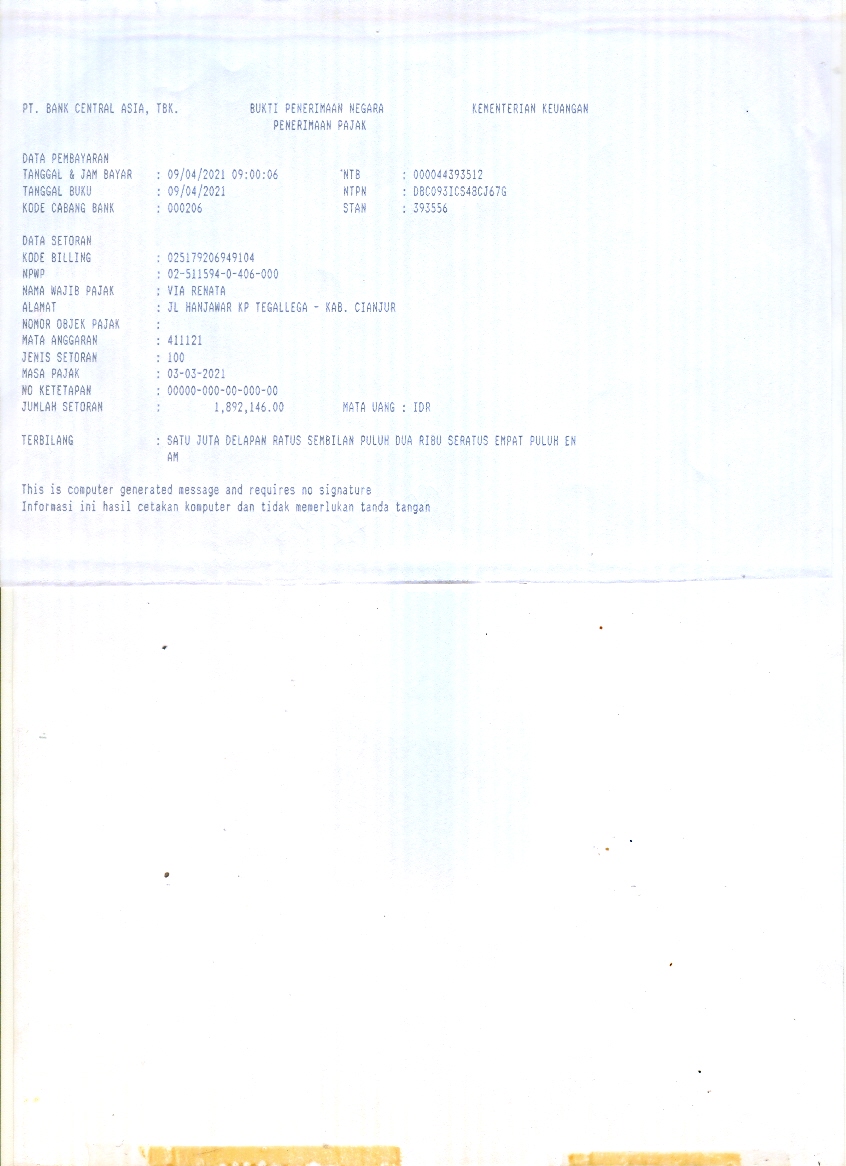 PT. BANK CENTRAL ASIA, TBK. BUKTI PENERIMAAN NEGARA KEMENTERIAN KEUANGAN
PENERIMAAN PAJAK
DATA PEMBAYARAN
TANGGAL & JAM BAYAR : 09/04/2021 09:00:06 NTB : 000044393512
TANGGAL BUKU : 09/04/2021 NTPN : DBC093ICS48CJ67G
KODE CABANG BANK : 000206 STAN : 393556
DATA SETORAN
KODE BILLING : 025179206949104
NPWP : 02-511594-0-406-000
NAMA WAJIB PAJAK : VIA RENATA
ALAMAT : JL HANJAWAR KP TEGALLEGA - KAB. CIANJUR
NOMOR OBJEK PAJAK :
MATA ANGGARAN : 411121
JENIS SETORAN : 100
MASA PAJAK : 03-03-2021
NO KETETAPAN : 00000-000-00-000-00
JUMLAH SETORAN : 1,892,146.00 MATA UANG : IDR
TERBILANG : SATU JUTA DELAPAN RATUS SEMBILAN PULUH DUA RIBU SERATUS EMPAT PULUH EN
AM
This is computer generated message and requires no signature
Informasi ini hasil cetakan komputer dan tidak memerlukan tanda tangan